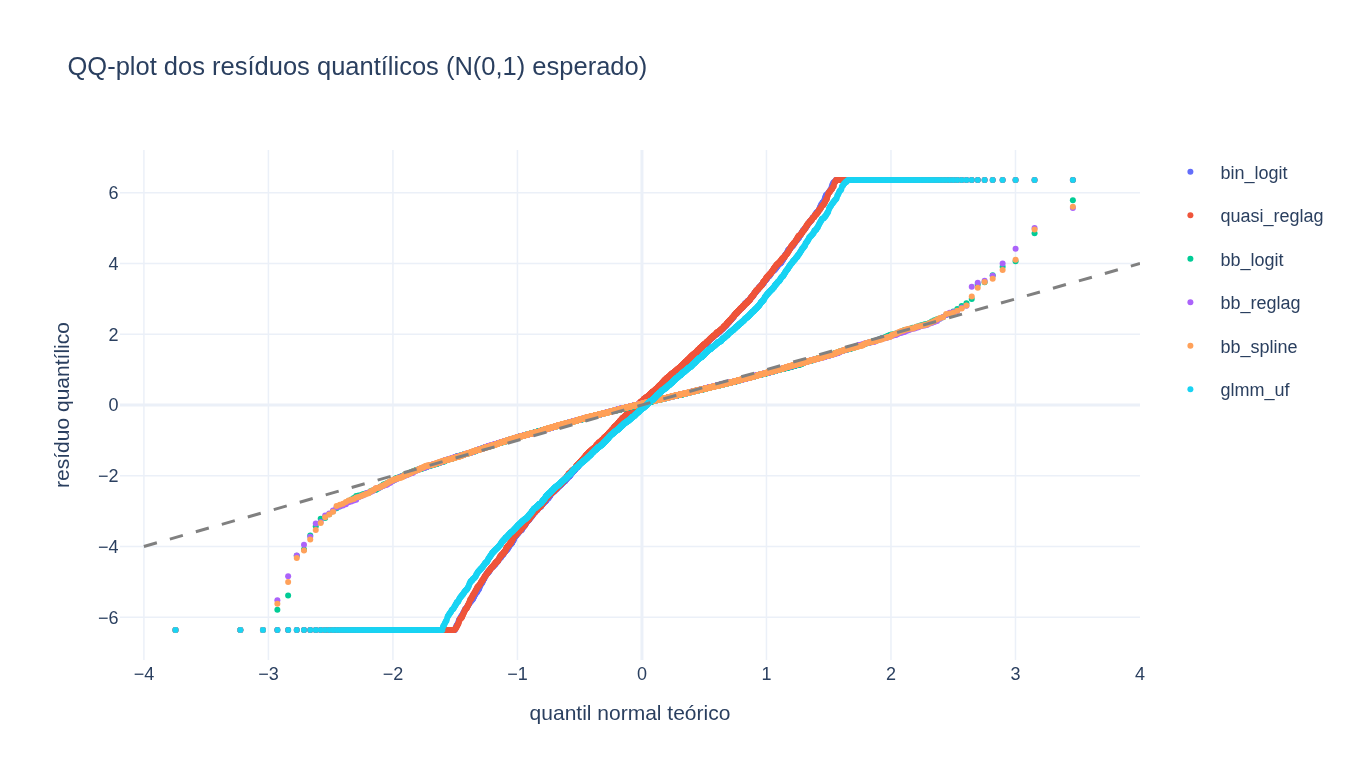 QQ-plot dos resíduos quantílicos (N(0,1) esperado)
bin_logit
quasi_reglag
bb_logit
bb_reglag
bb_spline
glmm_uf
resíduo quantílico
6
4
2
0
−2
−4
−6
−4 −3 −2 −1 0 1 2 3 4
quantil normal teórico